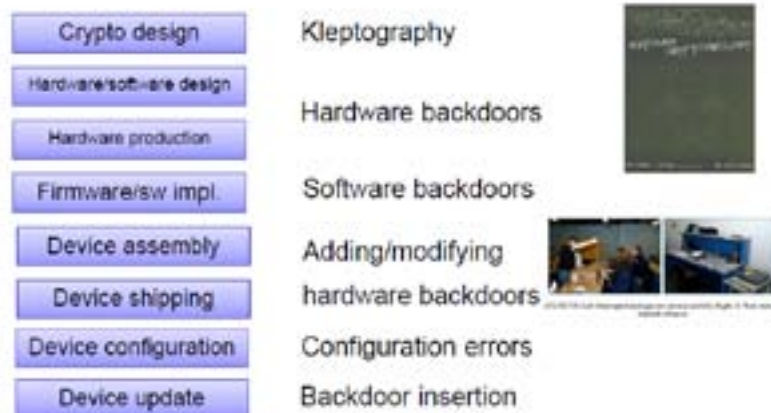 Crypto design
Kleptography
Hardware/software design
Hardware backdoors
Hardware production
Firmware/sw impl.
Software backdoors
Device assembly
Adding/modifying
Device shipping
hardware backdoors
Device configuration
Configuration errors
Device update
Backdoor insertion